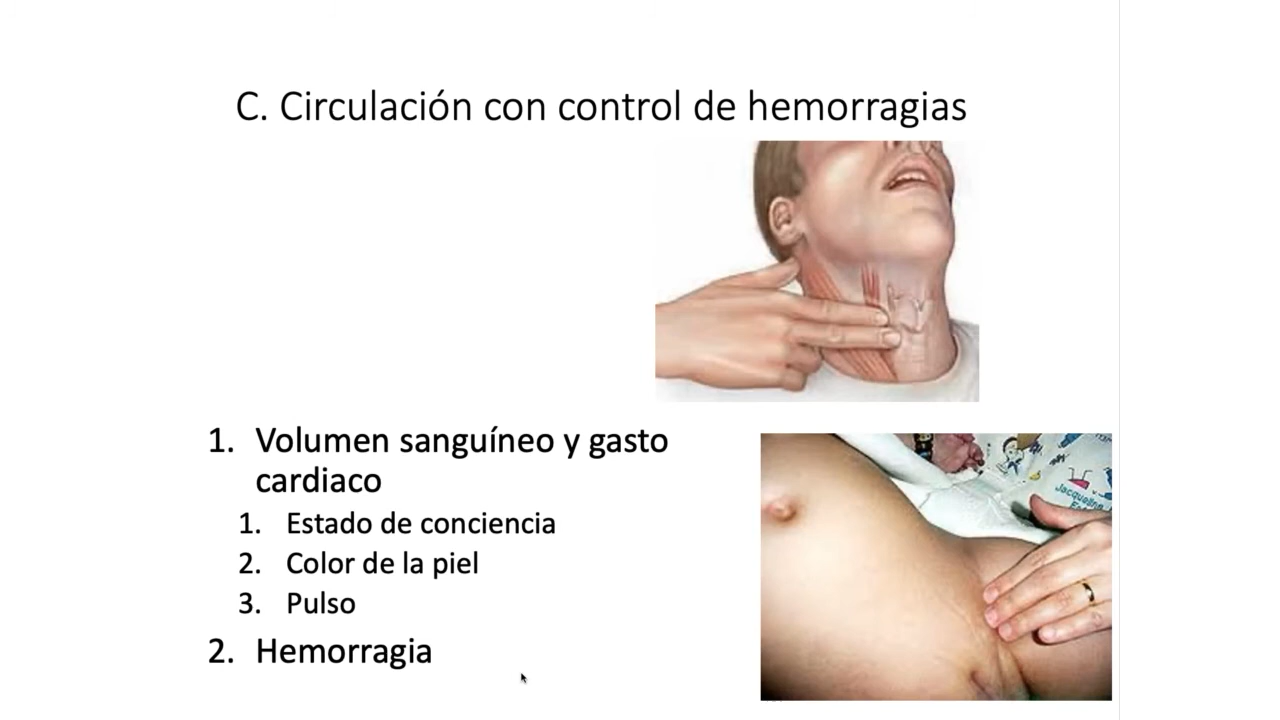 C. Circulación con control de hemorragias
1. Volumen sanguíneo y gasto
cardiaco
1. Estado de conciencia
2. Color de la piel
3. Pulso
2. Hemorragia
Jacqueline